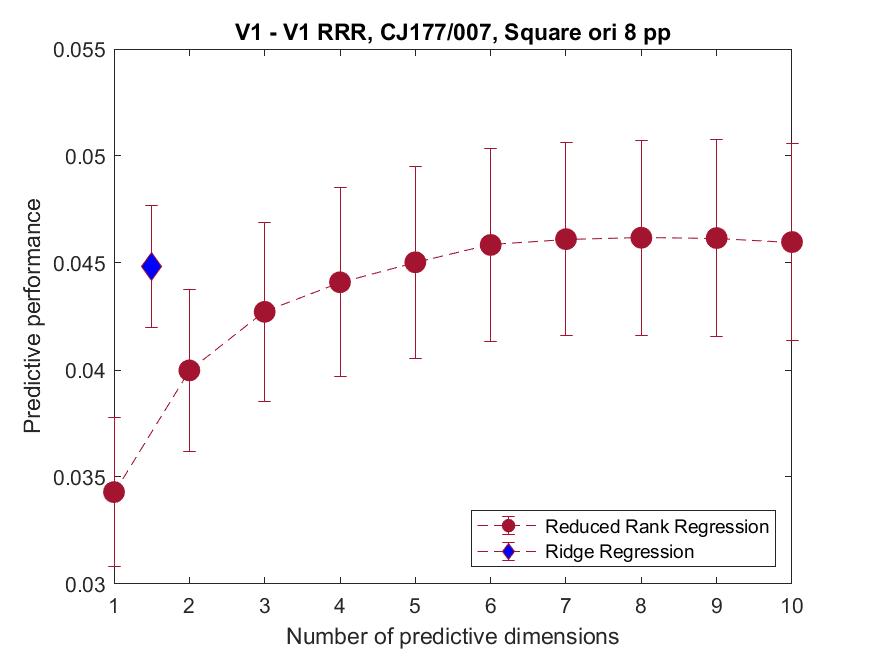 V1 - V1 RRR, CJ177/007, Square ori 8 pp
0.055
0.05
0.045
0.04
0.035
0.03
Predictive performance
1 2 3 4 5 6 7 8 9 10
Number of predictive dimensions
Reduced Rank Regression
Ridge Regression